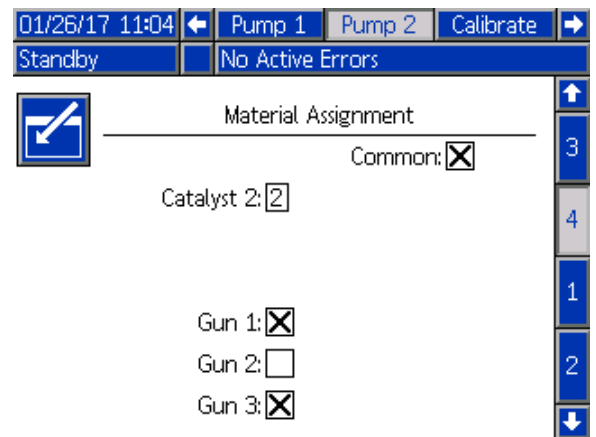 01/26/17 11:04 Pump 1 Pump 2 Calibrate
Standby No Active Errors
Material Assignment
Common:
3
Catalyst 2: 2
4
1
Gun 1:
Gun 2:
2
Gun 3: